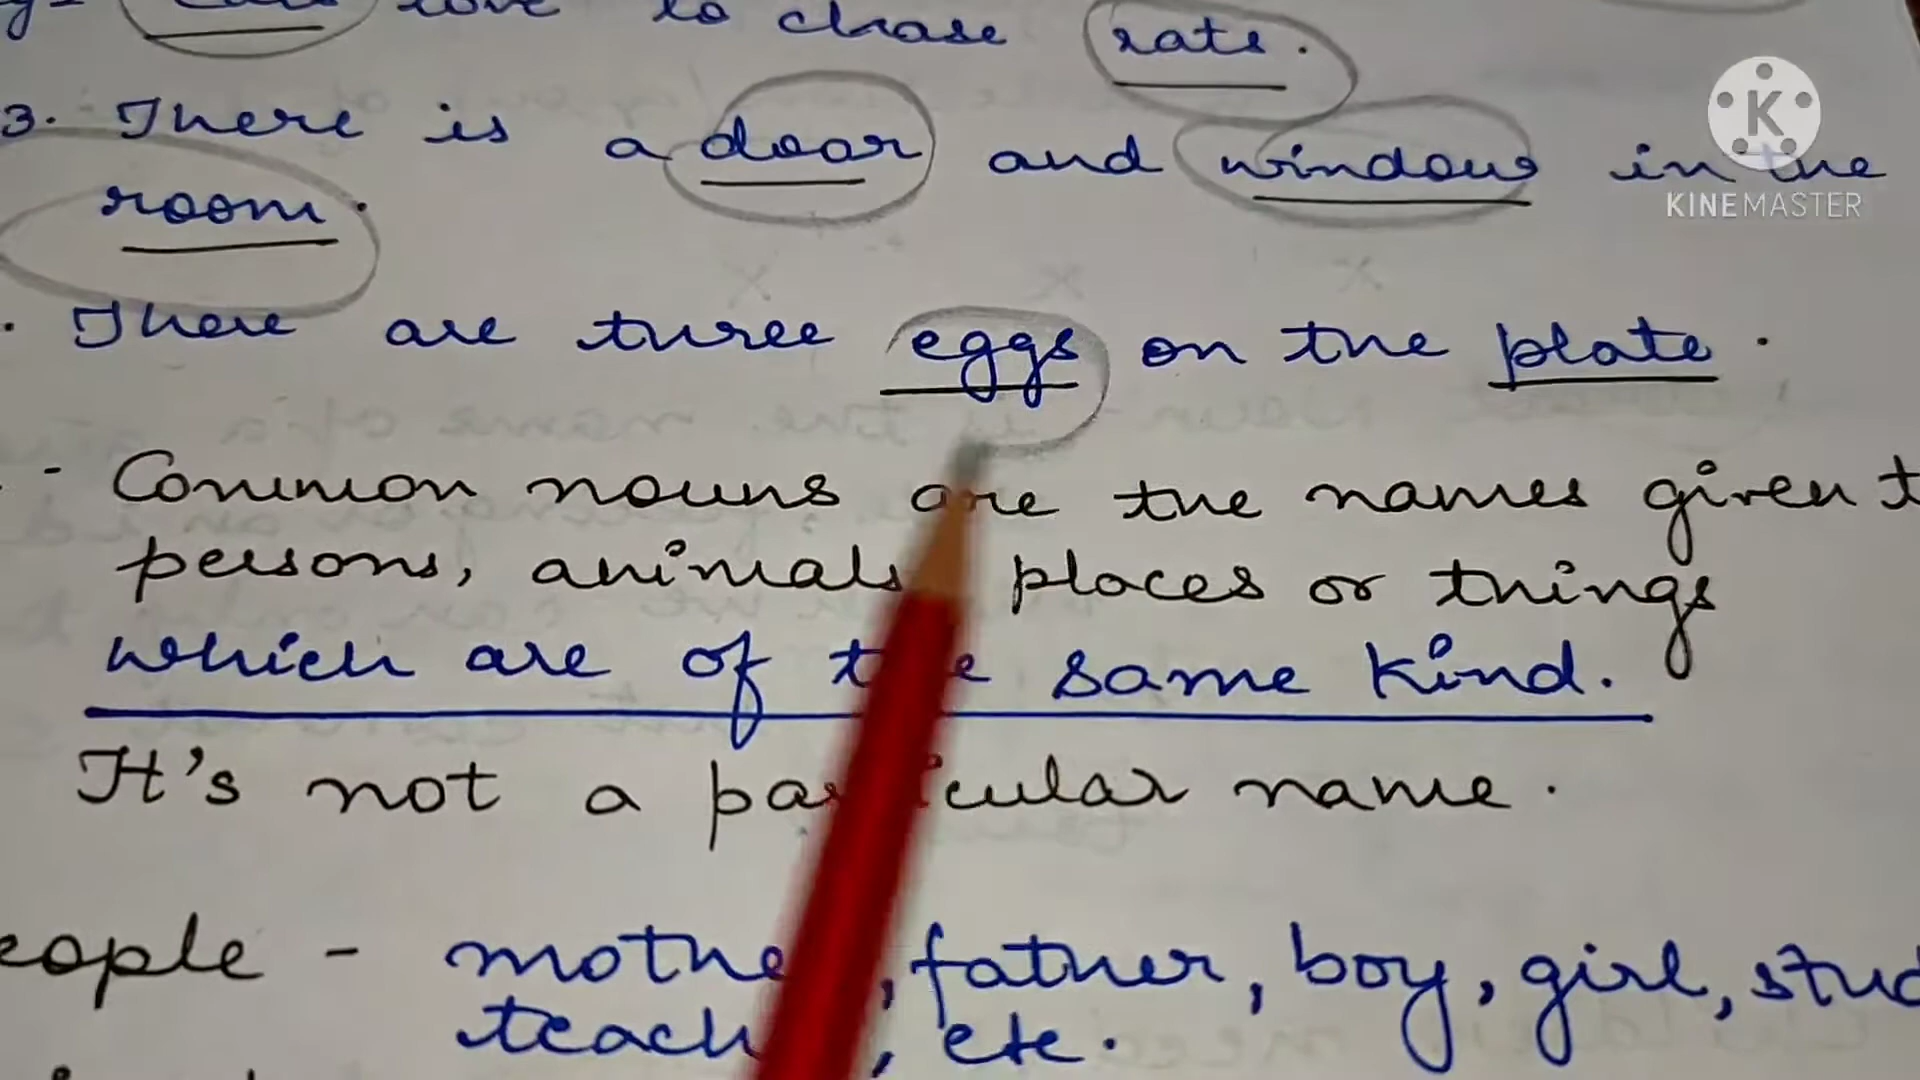 love to chase rats.
3. There is a door and window in the
room.
. There are three eggs on the plate.
- Common nouns are the names given t
persons, animals places or things
which are of the same kind.
It's not a particular name.
eople - mother, father, boy, girl, stud
teach , etc.
KINEMASTER